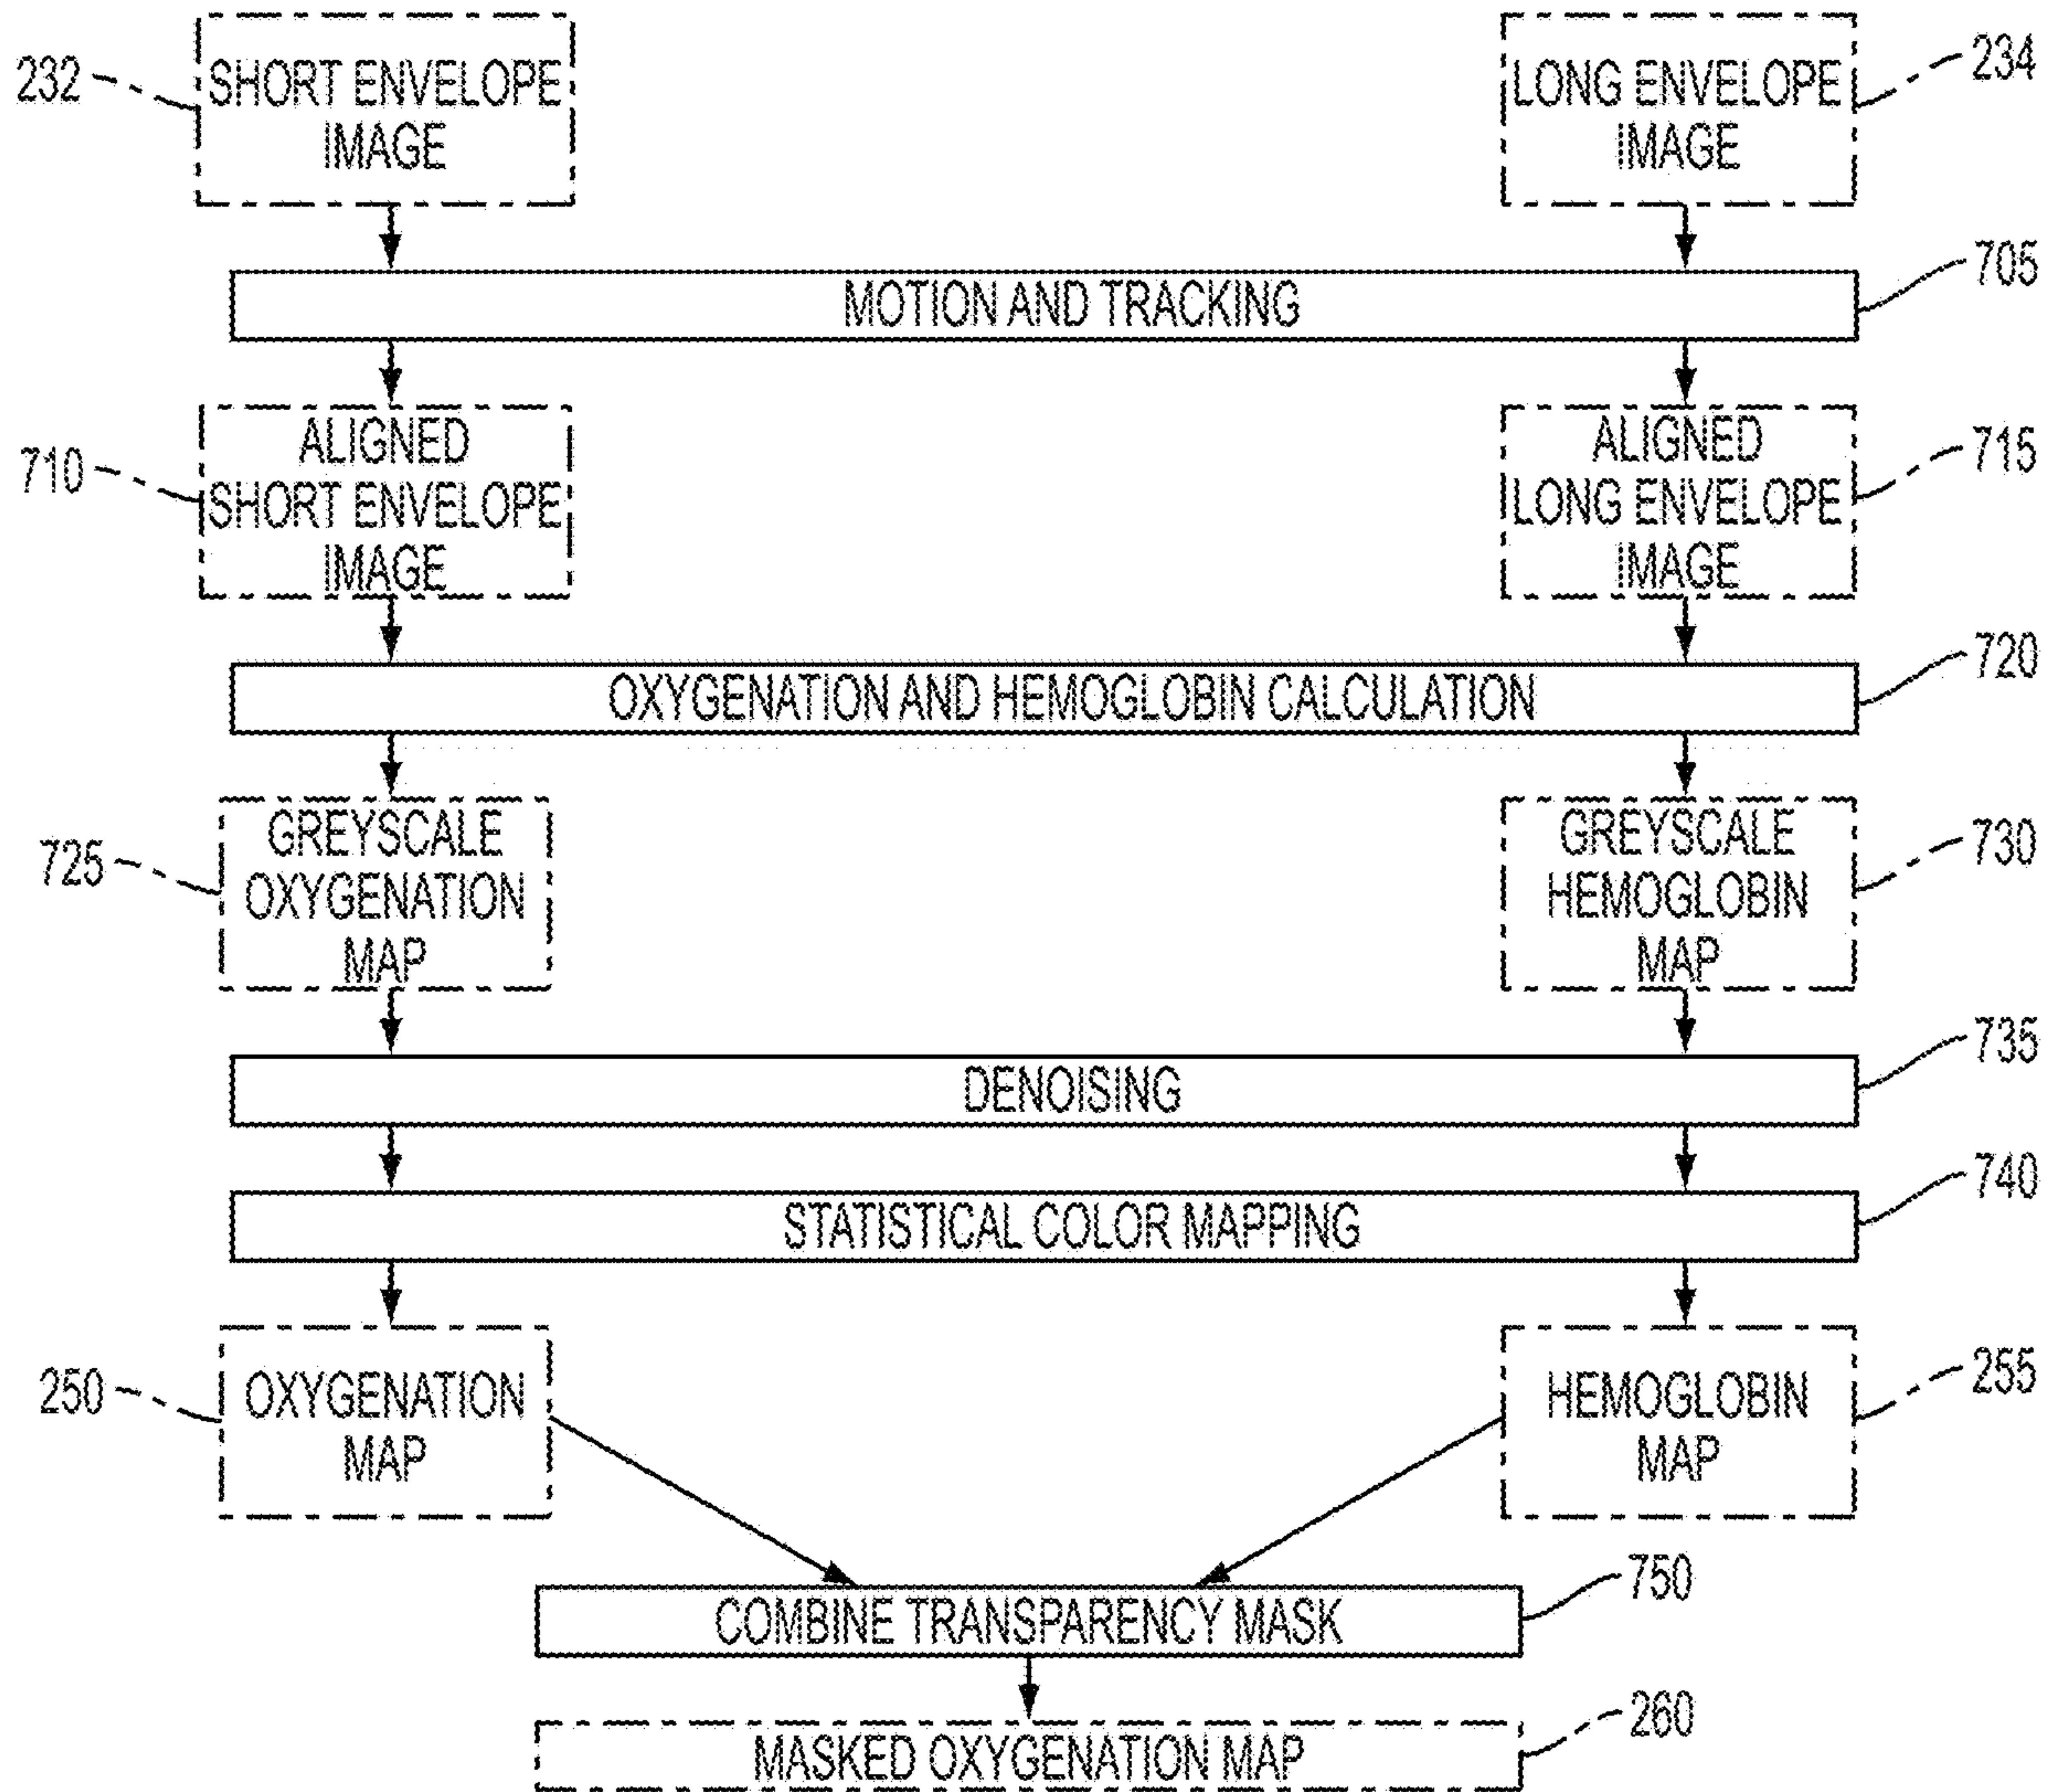 232
SHORT ENVELOPE
IMAGE
LONG ENVELOPE
IMAGE
234
MOTION AND TRACKING
705
710
ALIGNED
SHORT ENVELOPE
IMAGE
ALIGNED
LONG ENVELOPE
IMAGE
715
OXYGENATION AND HEMOGLOBIN CALCULATION
720
725
GREYSCALE
OXYGENATION
MAP
GREYSCALE
HEMOGLOBIN
MAP
730
DENOISING
735
STATISTICAL COLOR MAPPING
740
250
OXYGENATION
MAP
HEMOGLOBIN
MAP
255
COMBINE TRANSPARENCY MASK
750
MASKED OXYGENATION MAP
260